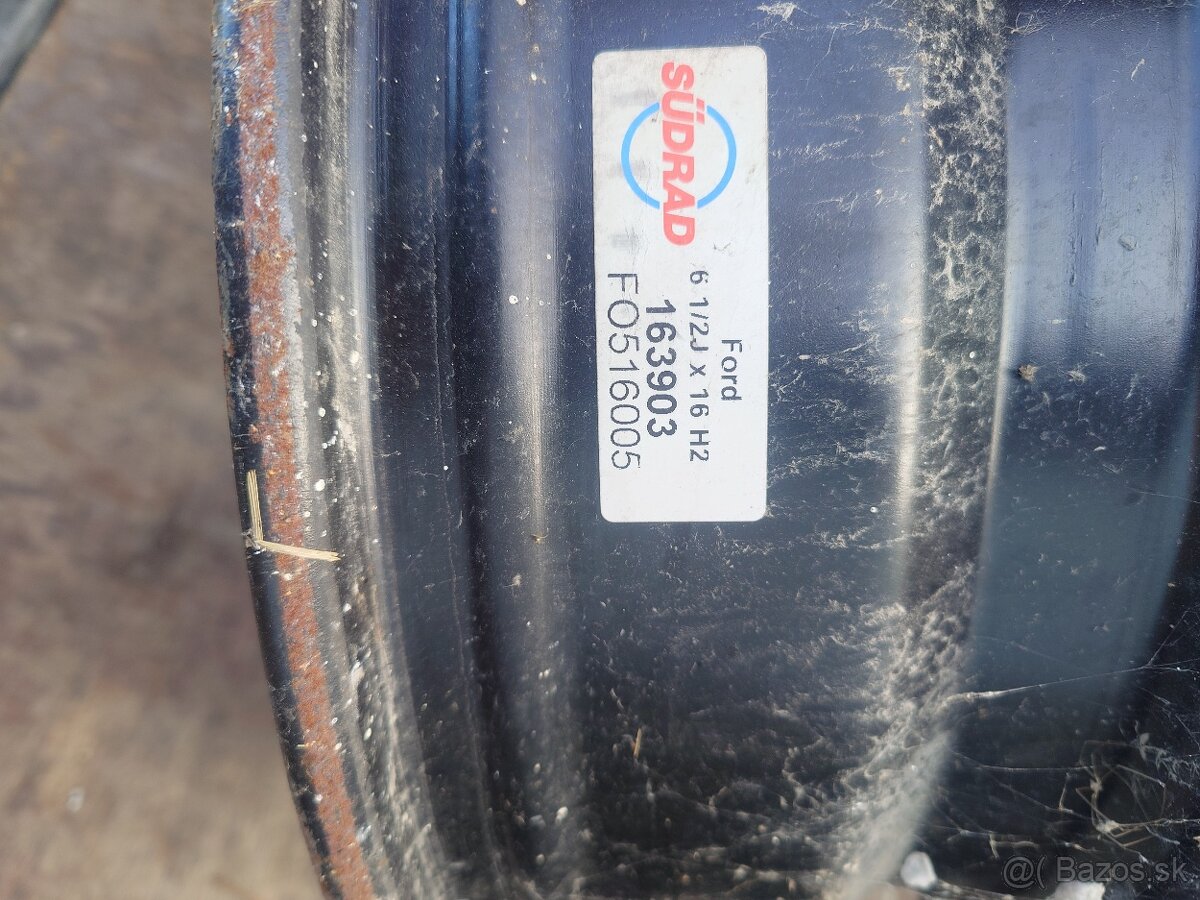 SÜDRAD
Ford
6 1/2J x 16 H2
163903
FO516005
@( Bazos.sk